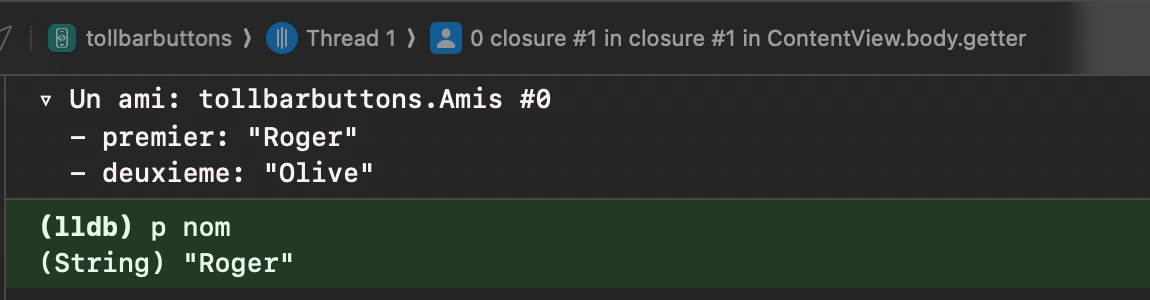 tollbarbuttons ⟩ Thread 1 ⟩ 0 closure #1 in closure #1 in ContentView.body.getter
▿ Un ami: tollbarbuttons.Amis #0
– premier: "Roger"
– deuxieme: "Olive"
(lldb) p nom
(String) "Roger"